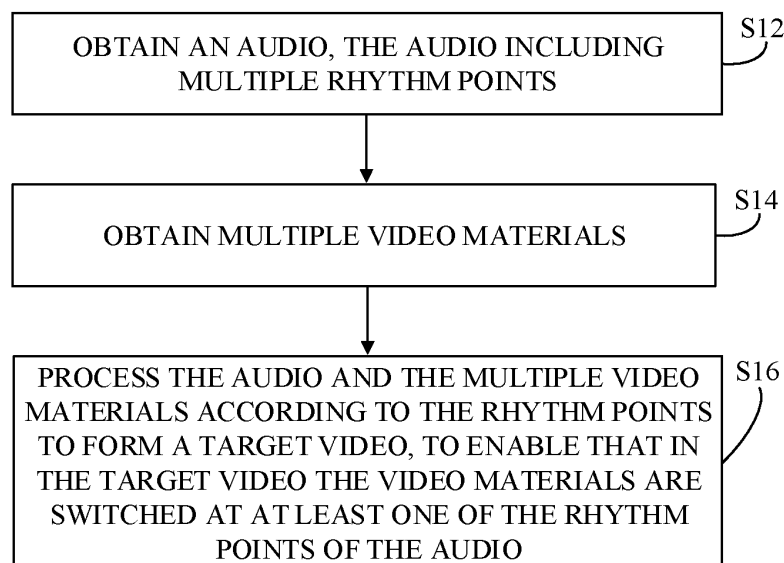 S12
OBTAIN AN AUDIO, THE AUDIO INCLUDING
MULTIPLE RHYTHM POINTS
S14
OBTAIN MULTIPLE VIDEO MATERIALS
S16
PROCESS THE AUDIO AND THE MULTIPLE VIDEO
MATERIALS ACCORDING TO THE RHYTHM POINTS
TO FORM A TARGET VIDEO, TO ENABLE THAT IN
THE TARGET VIDEO THE VIDEO MATERIALS ARE
SWITCHED AT AT LEAST ONE OF THE RHYTHM
POINTS OF THE AUDIO